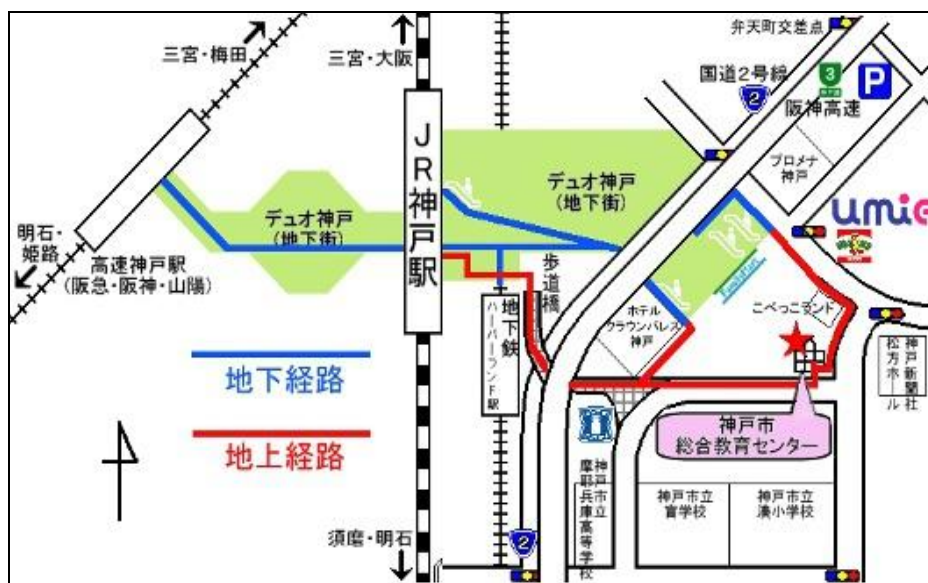 三宮・梅田
三宮・大阪
弁天町交差点
国道2号線
2
3
P
阪神高速
プロメナ
神戸
umie
JR神戸駅
デュオ神戸
(地下街)
デュオ神戸
(地下街)
明石・
姫路
高速神戸駅
(阪急・阪神・山陽)
歩道橋
地下鉄
ハーバーランド駅
ホテル
クラウンパレス
神戸
こべっこランド
地下経路
地上経路
神戸市
総合教育センター
神戸新聞社
松方ホール
神戸市立
摩耶兵庫高等学校
神戸市立
盲学校
神戸市立
湊小学校
須磨・明石
2